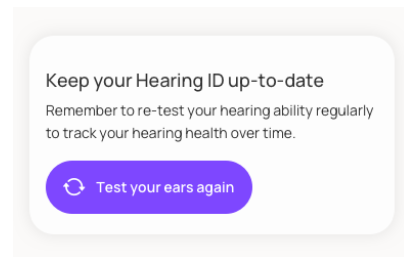 Keep your Hearing ID up-to-date
Remember to re-test your hearing ability regularly
to track your hearing health over time.
Test your ears again